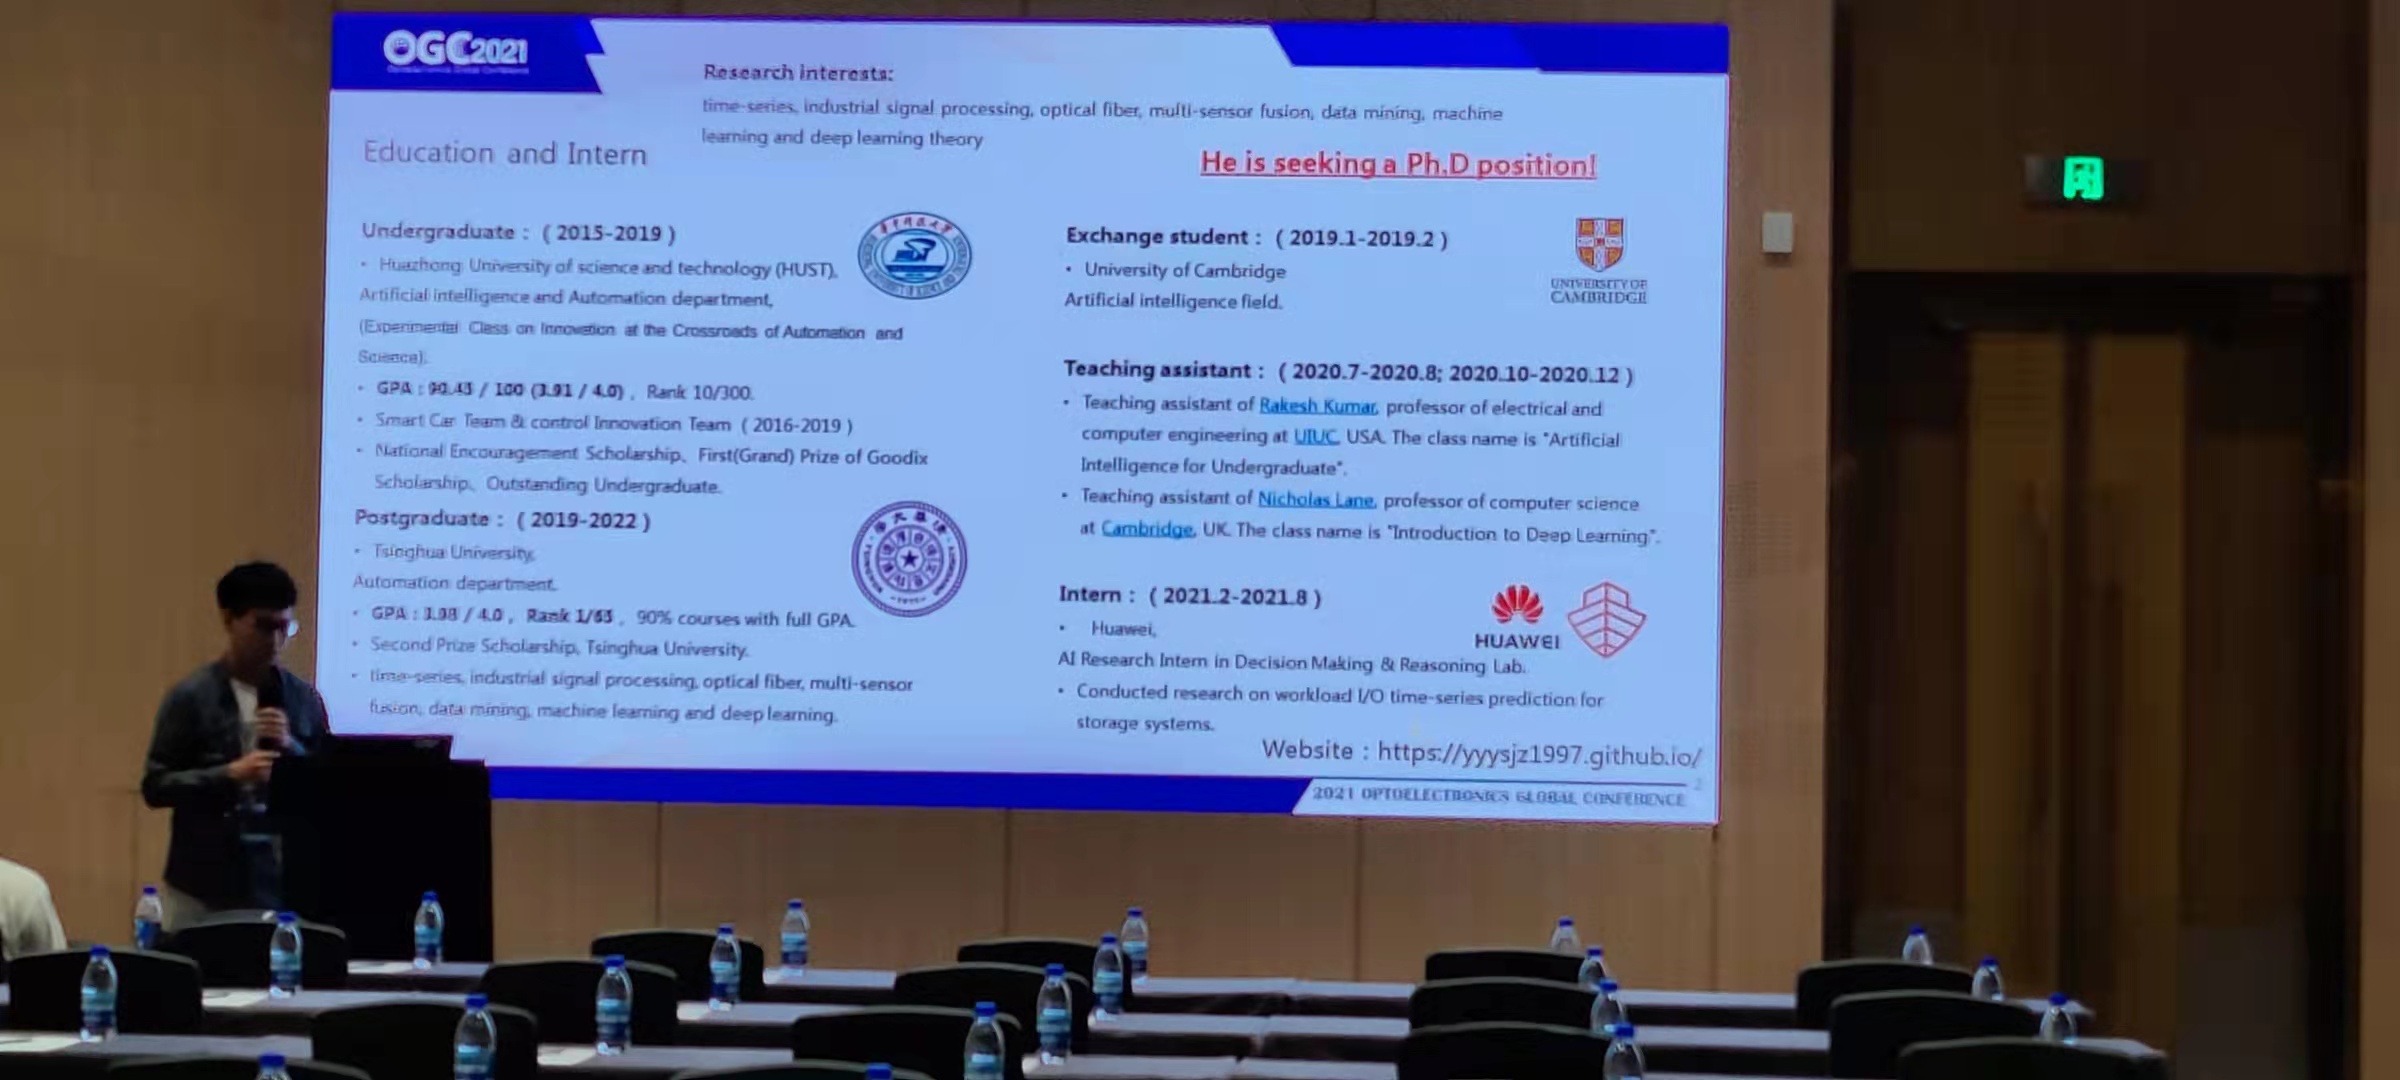 OGC2021
Research interests:
time-series, industrial signal processing, optical fiber, multi-sensor fusion, data mining, machine
learning and deep learning theory
Education and Intern
He is seeking a Ph.D position!
Undergraduate : ( 2015-2019 )
• Huazhong University of science and technology (HUST),
Artificial intelligence and Automation department,
(Experimental Class on Innovation at the Crossroads of Automation and
Science).
• GPA : 90.43 / 100 (3.91 / 4.0) , Rank 10/300.
• Smart Car Team & control Innovation Team ( 2016-2019 )
• National Encouragement Scholarship、First(Grand) Prize of Goodix
Scholarship、Outstanding Undergraduate.
Postgraduate : ( 2019-2022 )
• Tsinghua University,
Automation department.
• GPA : 3.98 / 4.0 , Rank 1/65 , 90% courses with full GPA.
• Second Prize Scholarship, Tsinghua University.
• time-series, industrial signal processing, optical fiber, multi-sensor
fusion, data mining, machine learning and deep learning.
Exchange student : ( 2019.1-2019.2 )
• University of Cambridge
Artificial intelligence field.
UNIVERSITY OF
CAMBRIDGE
Teaching assistant : ( 2020.7-2020.8; 2020.10-2020.12 )
• Teaching assistant of Rakesh Kumar, professor of electrical and
computer engineering at UIUC, USA. The class name is "Artificial
Intelligence for Undergraduate".
• Teaching assistant of Nicholas Lane, professor of computer science
at Cambridge, UK. The class name is "Introduction to Deep Learning".
Intern : ( 2021.2-2021.8 )
• Huawei,
AI Research Intern in Decision Making & Reasoning Lab.
• Conducted research on workload I/O time-series prediction for
storage systems.
HUAWEI
Website : https://yyysjz1997.github.io/
2021 OPTOELECTRONICS GLOBAL CONFERENCE